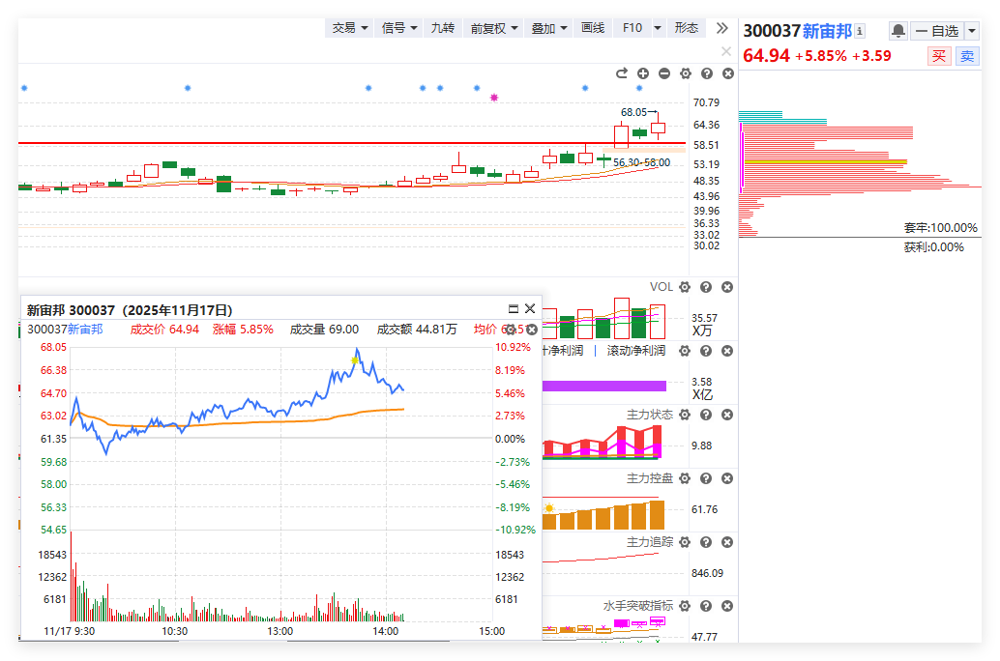 交易 信号 九转 前复权 叠加 画线 F10 形态
300037新宙邦 自选
64.94 +5.85% +3.59 买 卖
70.79
68.05
64.36
58.51
56.30-58.00
53.19
48.35
43.96
39.96
36.33
33.02
30.02
套牢:100.00%
获利:0.00%
VOL
35.57
X万
计净利润 | 滚动净利润
3.58
X亿
主力状态
9.88
主力控盘
61.76
主力追踪
846.09
水手突破指标
47.77
新宙邦 300037 (2025年11月17日)
300037新宙邦 成交价 64.94 涨幅 5.85% 成交量 69.00 成交额 44.81万 均价
68.05 10.92%
66.38 8.19%
64.70 5.46%
63.02 2.73%
61.35 0.00%
59.68 -2.73%
58.00 -5.46%
56.33 -8.19%
54.65 -10.92%
18543 18543
12362 12362
6181 6181
11/17 9:30 10:30 13:00 14:00 15:00